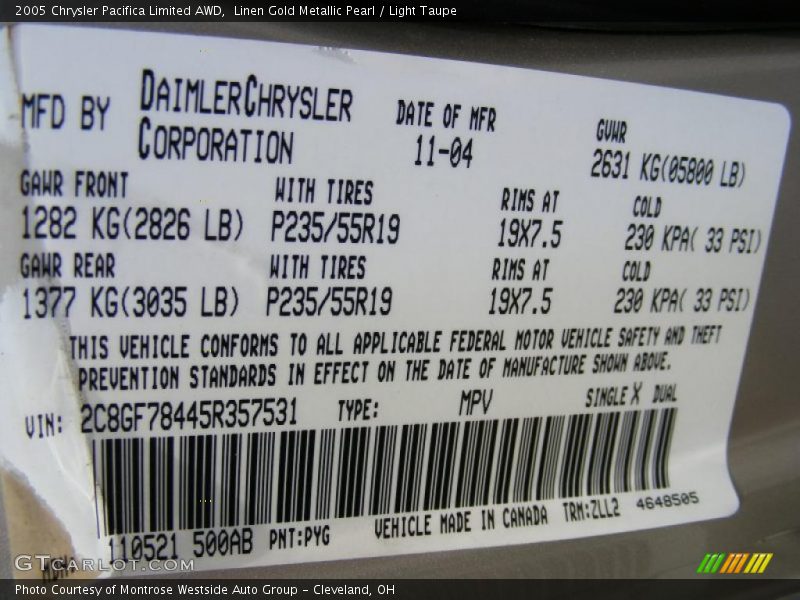 2005 Chrysler Pacifica Limited AWD,  Linen Gold Metallic Pearl / Light Taupe
MFD BY DAIMLERCHRYSLER CORPORATION
DATE OF MFR 11-04
GVWR 2631 KG(05800 LB)
GAWR FRONT WITH TIRES RIMS AT COLD
1282 KG(2826 LB) P235/55R19 19X7.5 230 KPA( 33 PSI)
GAWR REAR WITH TIRES RIMS AT COLD
1377 KG(3035 LB) P235/55R19 19X7.5 230 KPA( 33 PSI)
THIS VEHICLE CONFORMS TO ALL APPLICABLE FEDERAL MOTOR VEHICLE SAFETY AND THEFT
PREVENTION STANDARDS IN EFFECT ON THE DATE OF MANUFACTURE SHOWN ABOVE.
VIN: 2C8GF78445R357531 TYPE: MPV SINGLE X DUAL
110521 500AB PNT:PYG VEHICLE MADE IN CANADA TRM:ZLL2 4648505
GTCarLot.com
Photo Courtesy of Montrose Westside Auto Group - Cleveland, OH